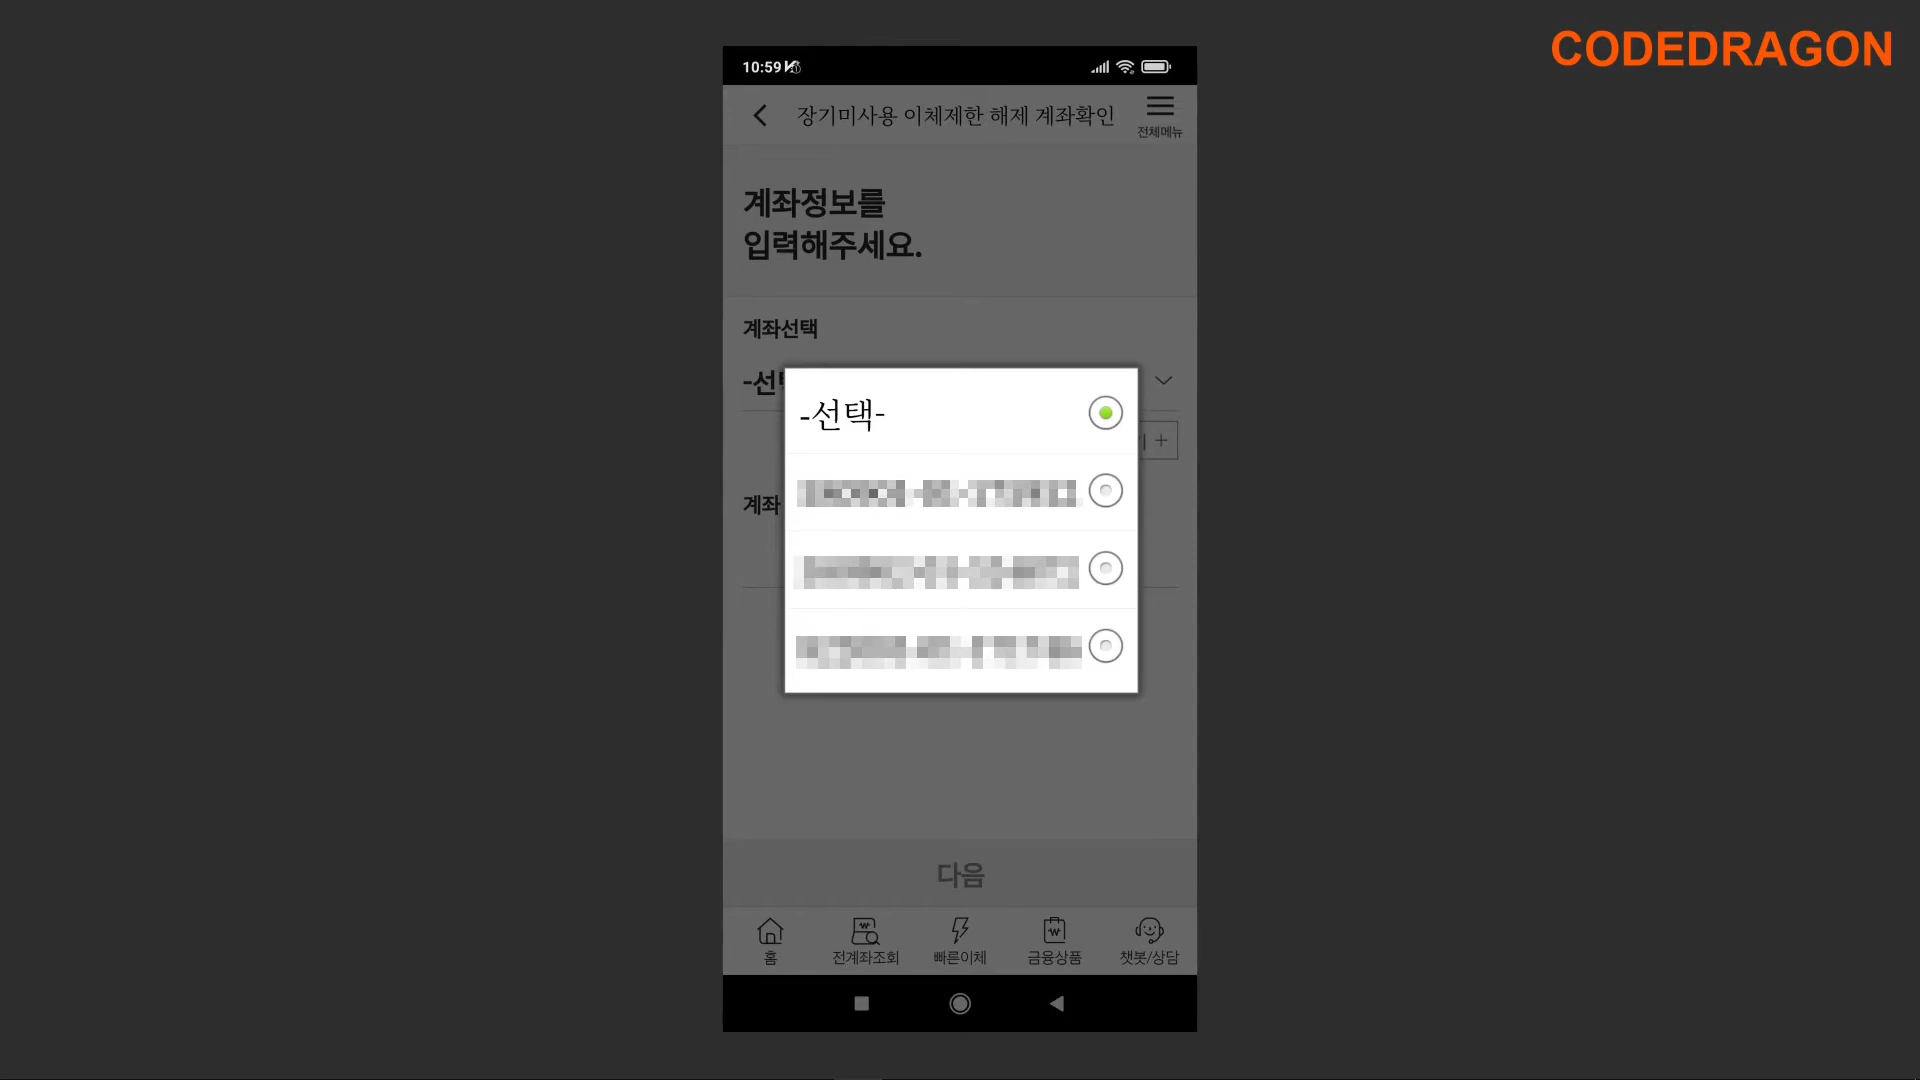 CODEDRAGON
10:59
장기미사용 이체제한 해제 계좌확인
전체메뉴
계좌정보를
입력해주세요.
계좌선택
-선택-
계좌
다음
홈
전계좌조회
빠른이체
금융상품
챗봇/상담